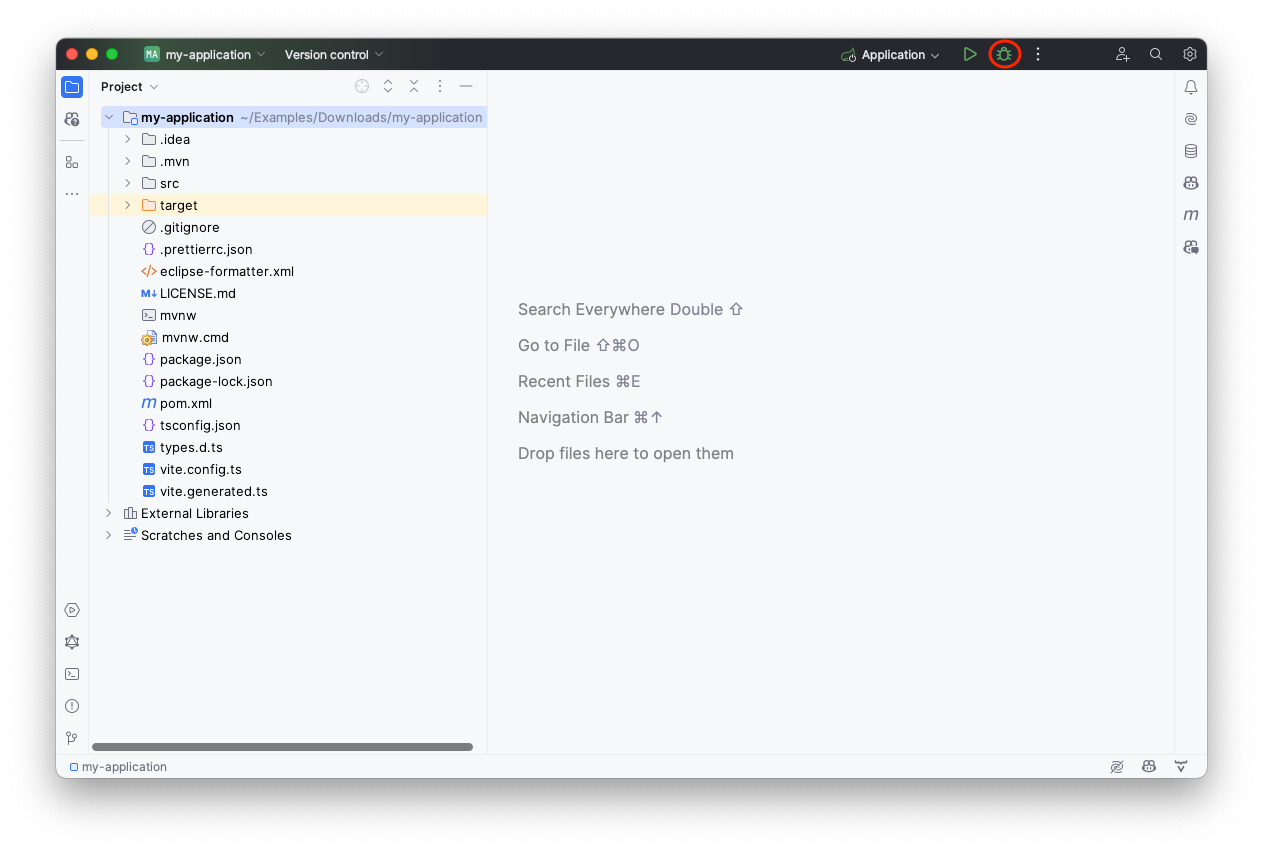 MA my-application Version control Application
Project
my-application ~/Examples/Downloads/my-application
.idea
.mvn
src
target
.gitignore
{} .prettierrc.json
</> eclipse-formatter.xml
M↓ LICENSE.md
mvnw
mvnw.cmd
{} package.json
{} package-lock.json
m pom.xml
{} tsconfig.json
TS types.d.ts
TS vite.config.ts
TS vite.generated.ts
External Libraries
Scratches and Consoles
Search Everywhere Double ⇧
Go to File ⇧⌘O
Recent Files ⌘E
Navigation Bar ⌘↑
Drop files here to open them
m
my-application